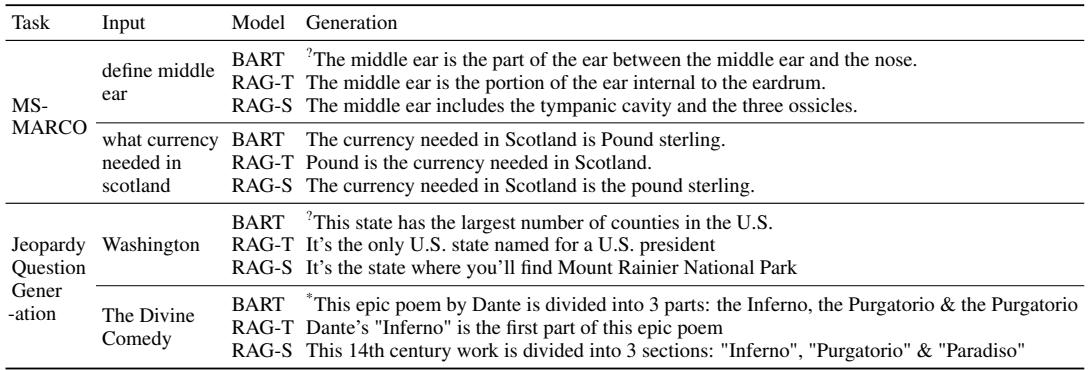 Task Input Model Generation
MS-
MARCO
define middle
ear
BART ?The middle ear is the part of the ear between the middle ear and the nose.
RAG-T The middle ear is the portion of the ear internal to the eardrum.
RAG-S The middle ear includes the tympanic cavity and the three ossicles.
what currency
needed in
scotland
BART The currency needed in Scotland is Pound sterling.
RAG-T Pound is the currency needed in Scotland.
RAG-S The currency needed in Scotland is the pound sterling.
Jeopardy
Question
Gener
-ation
Washington
BART ?This state has the largest number of counties in the U.S.
RAG-T It's the only U.S. state named for a U.S. president
RAG-S It's the state where you'll find Mount Rainier National Park
The Divine
Comedy
BART *This epic poem by Dante is divided into 3 parts: the Inferno, the Purgatorio & the Purgatorio
RAG-T Dante's "Inferno" is the first part of this epic poem
RAG-S This 14th century work is divided into 3 sections: "Inferno", "Purgatorio" & "Paradiso"